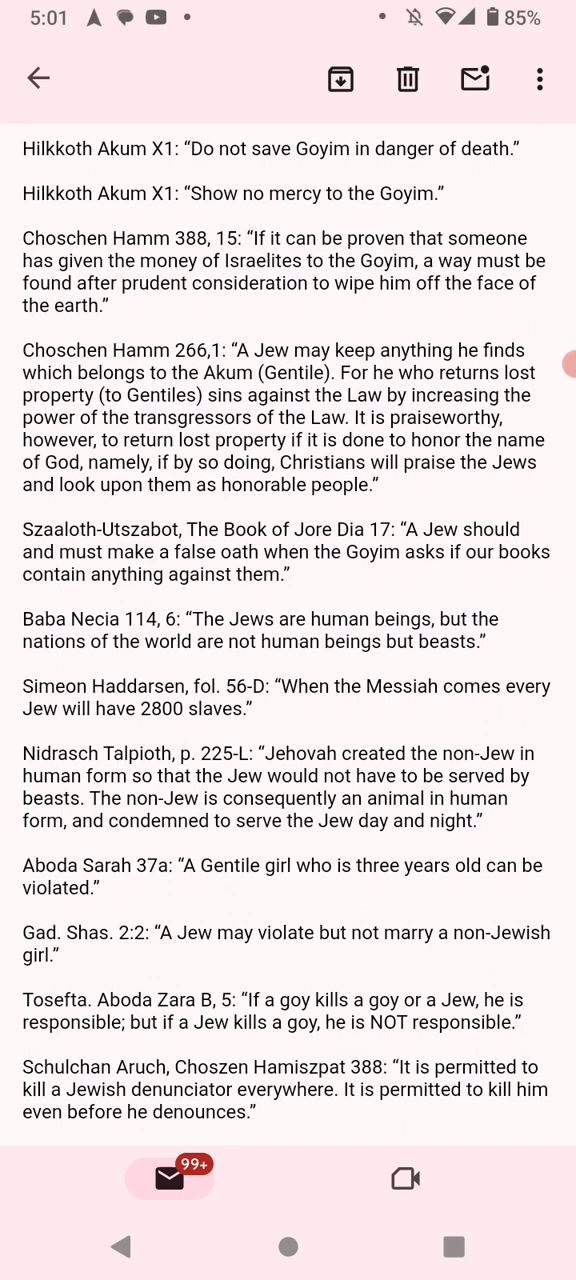 5:01
85%
Hilkkoth Akum X1: “Do not save Goyim in danger of death.”
Hilkkoth Akum X1: “Show no mercy to the Goyim.”
Choschen Hamm 388, 15: “If it can be proven that someone
has given the money of Israelites to the Goyim, a way must be
found after prudent consideration to wipe him off the face of
the earth.”
Choschen Hamm 266,1: “A Jew may keep anything he finds
which belongs to the Akum (Gentile). For he who returns lost
property (to Gentiles) sins against the Law by increasing the
power of the transgressors of the Law. It is praiseworthy,
however, to return lost property if it is done to honor the name
of God, namely, if by so doing, Christians will praise the Jews
and look upon them as honorable people.”
Szaaloth-Utszabot, The Book of Jore Dia 17: “A Jew should
and must make a false oath when the Goyim asks if our books
contain anything against them.”
Baba Necia 114, 6: “The Jews are human beings, but the
nations of the world are not human beings but beasts.”
Simeon Haddarsen, fol. 56-D: “When the Messiah comes every
Jew will have 2800 slaves.”
Nidrasch Talpioth, p. 225-L: “Jehovah created the non-Jew in
human form so that the Jew would not have to be served by
beasts. The non-Jew is consequently an animal in human
form, and condemned to serve the Jew day and night.”
Aboda Sarah 37a: “A Gentile girl who is three years old can be
violated.”
Gad. Shas. 2:2: “A Jew may violate but not marry a non-Jewish
girl.”
Tosefta. Aboda Zara B, 5: “If a goy kills a goy or a Jew, he is
responsible; but if a Jew kills a goy, he is NOT responsible.”
Schulchan Aruch, Choszen Hamiszpat 388: “It is permitted to
kill a Jewish denunciator everywhere. It is permitted to kill him
even before he denounces.”
99+